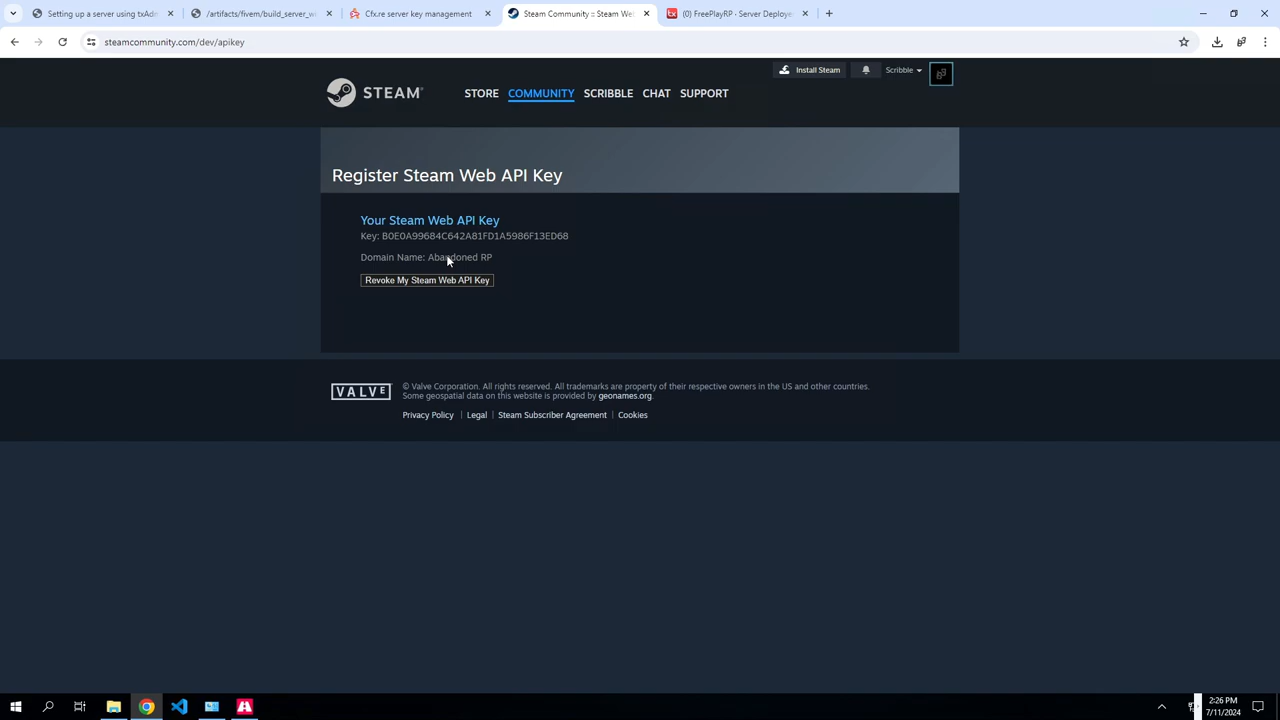 Setting up a server using txAdm
/artifacts/fivem/build_server_wi
Cfx.re server key management
Steam Community :: Steam We
(0) FreePlayRP - Server Deploye
steamcommunity.com/dev/apikey
Install Steam
Scribble
STEAM
STORE COMMUNITY SCRIBBLE CHAT SUPPORT
Register Steam Web API Key
Your Steam Web API Key
Key: B0E0A99684C642A81FD1A5986F13ED68
Domain Name: Abandoned RP
Revoke My Steam Web API Key
VALVE
© Valve Corporation. All rights reserved. All trademarks are property of their respective owners in the US and other countries.
Some geospatial data on this website is provided by geonames.org.
Privacy Policy | Legal | Steam Subscriber Agreement | Cookies
2:26 PM
7/11/2024